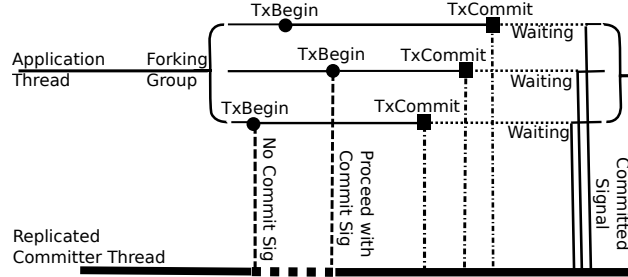 TxBegin
TxCommit
Waiting
Application
Thread
Forking
Group
TxBegin
TxCommit
Waiting
TxBegin
TxCommit
Waiting
No Commit Sig
Proceed with
Commit Sig
Committed
Signal
Replicated
Committer Thread